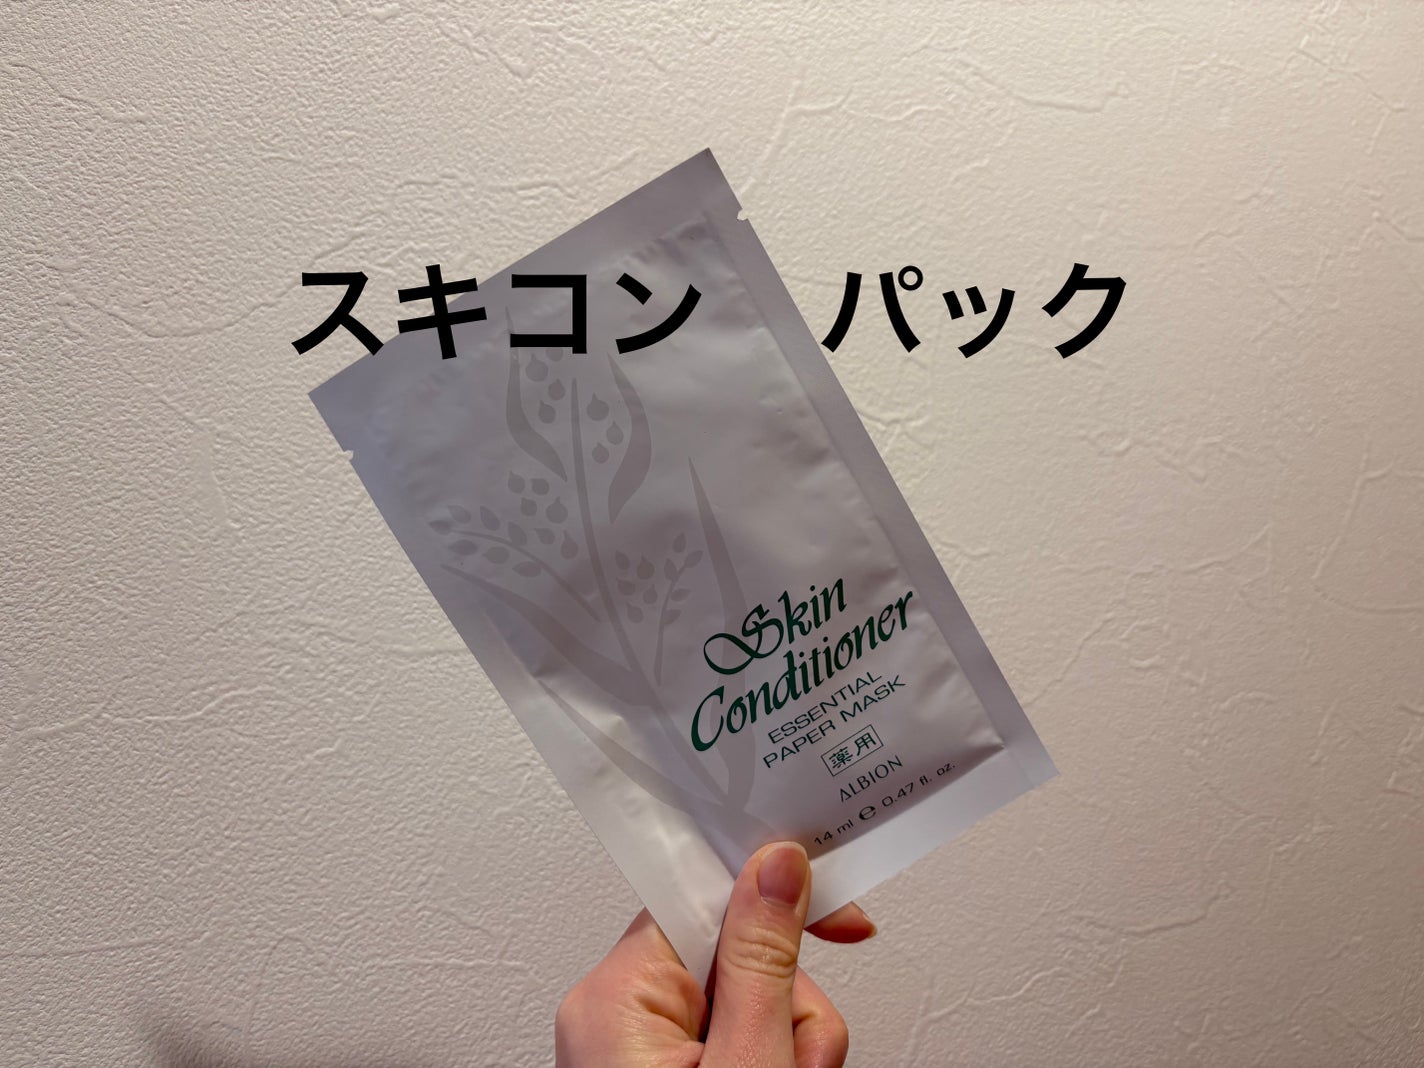 スキコン　パック
Skin
Conditioner
ESSENTIAL
PAPER MASK
薬用
ALBION
14 ml ℮ 0.47 fl. oz.